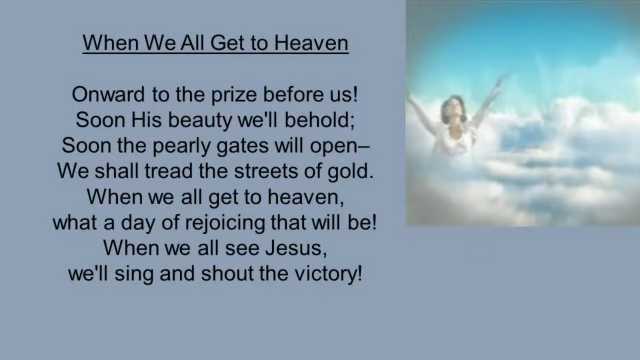 When We All Get to Heaven
Onward to the prize before us!
Soon His beauty we'll behold;
Soon the pearly gates will open–
We shall tread the streets of gold.
When we all get to heaven,
what a day of rejoicing that will be!
When we all see Jesus,
we'll sing and shout the victory!